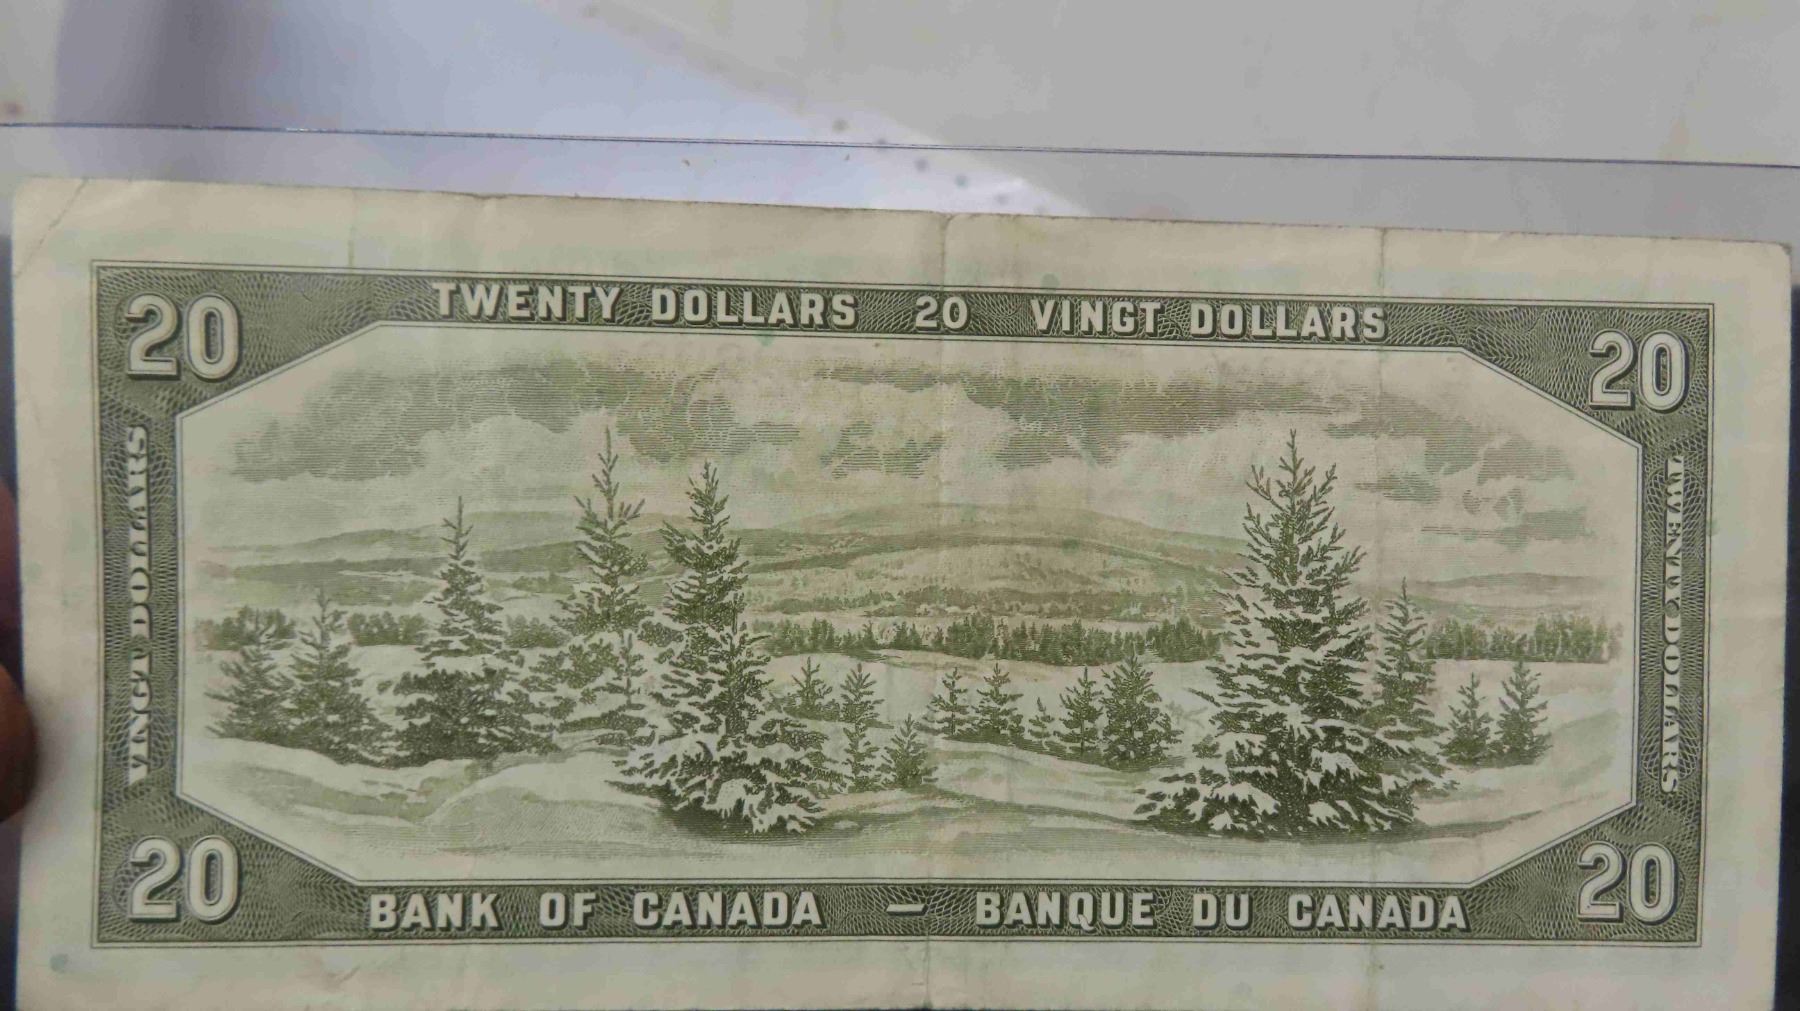 20 TWENTY DOLLARS 20 VINGT DOLLARS 20
VINGT DOLLARS
TWENTY DOLLARS
20 BANK OF CANADA — BANQUE DU CANADA 20